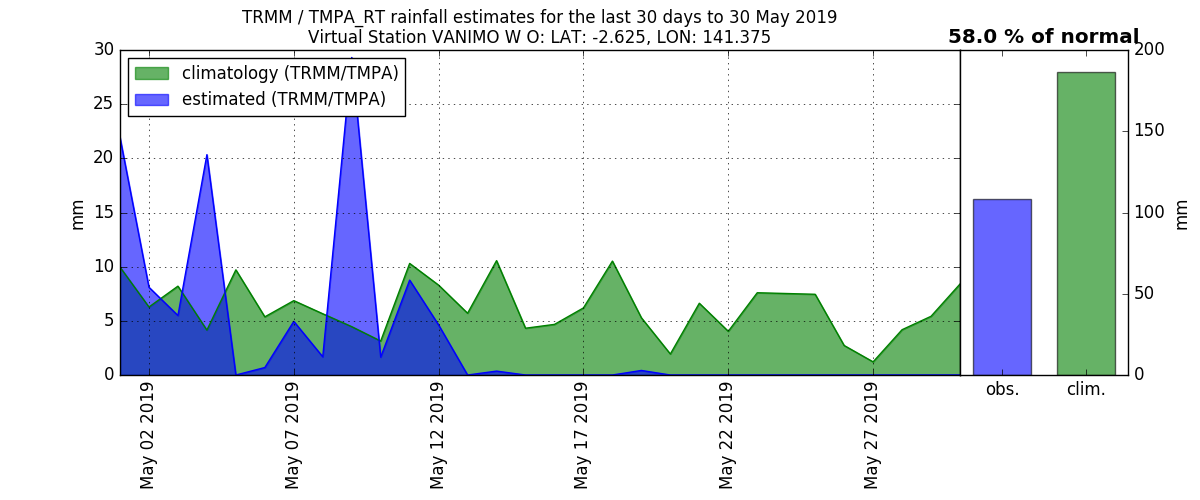 TRMM / TMPA_RT rainfall estimates for the last 30 days to 30 May 2019
Virtual Station VANIMO W O: LAT: -2.625, LON: 141.375
58.0 % of normal
climatology (TRMM/TMPA)
estimated (TRMM/TMPA)
30
25
20
15
10
5
0
mm
May 02 2019
May 07 2019
May 12 2019
May 17 2019
May 22 2019
May 27 2019
200
150
100
50
0
mm
obs.
clim.